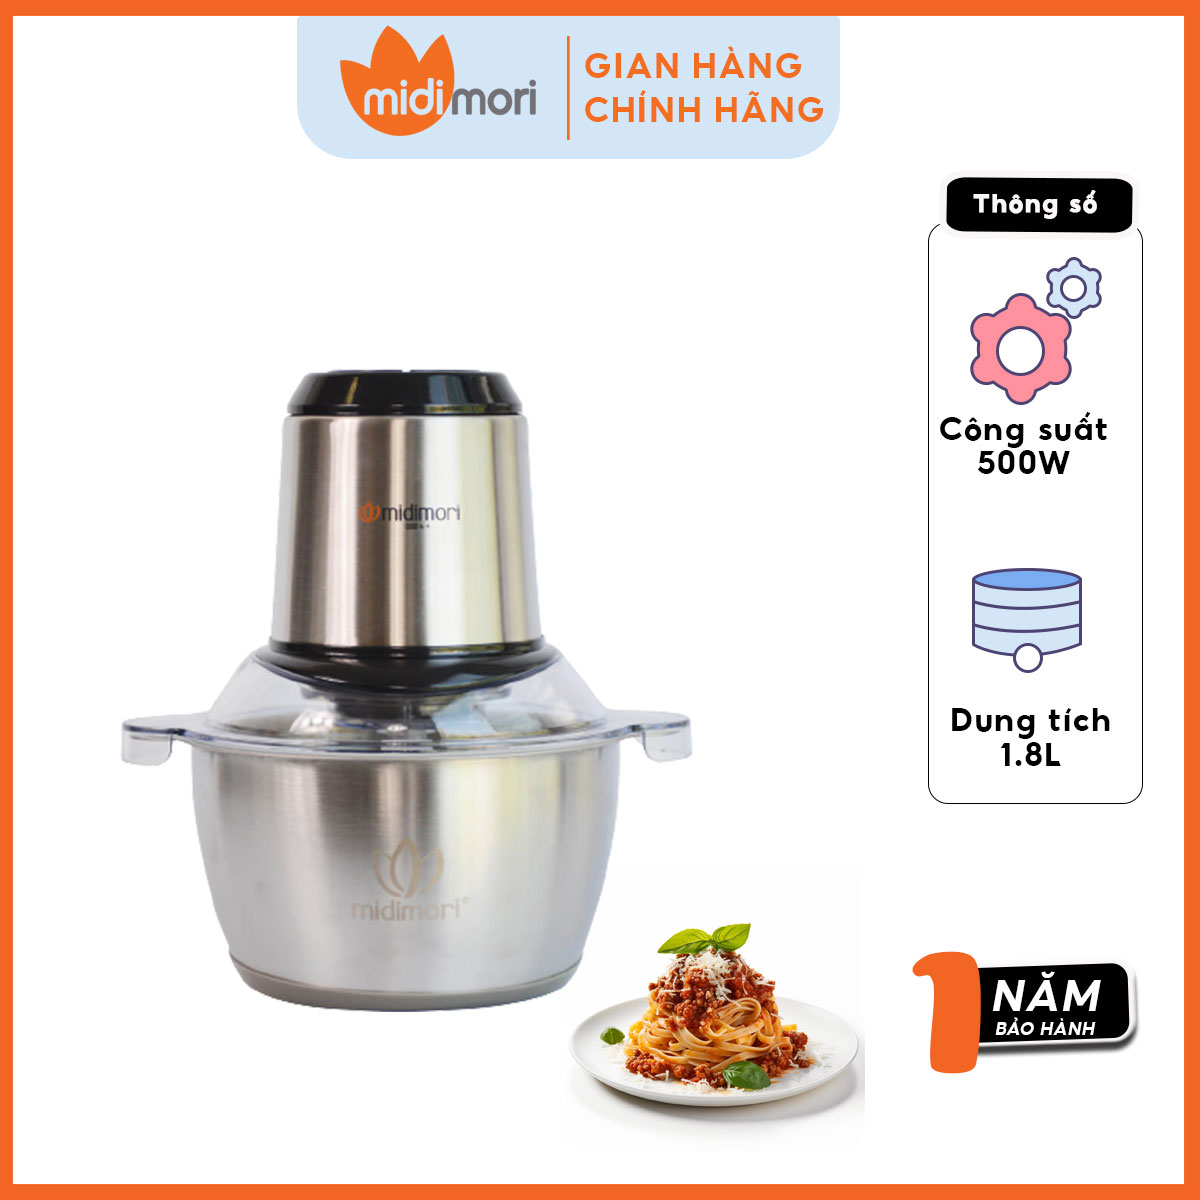 midimori
GIAN HÀNG
CHÍNH HÃNG
Thông số
Công suất
500W
Dung tích
1.8L
midimori
midimori®
1 NĂM
BẢO HÀNH